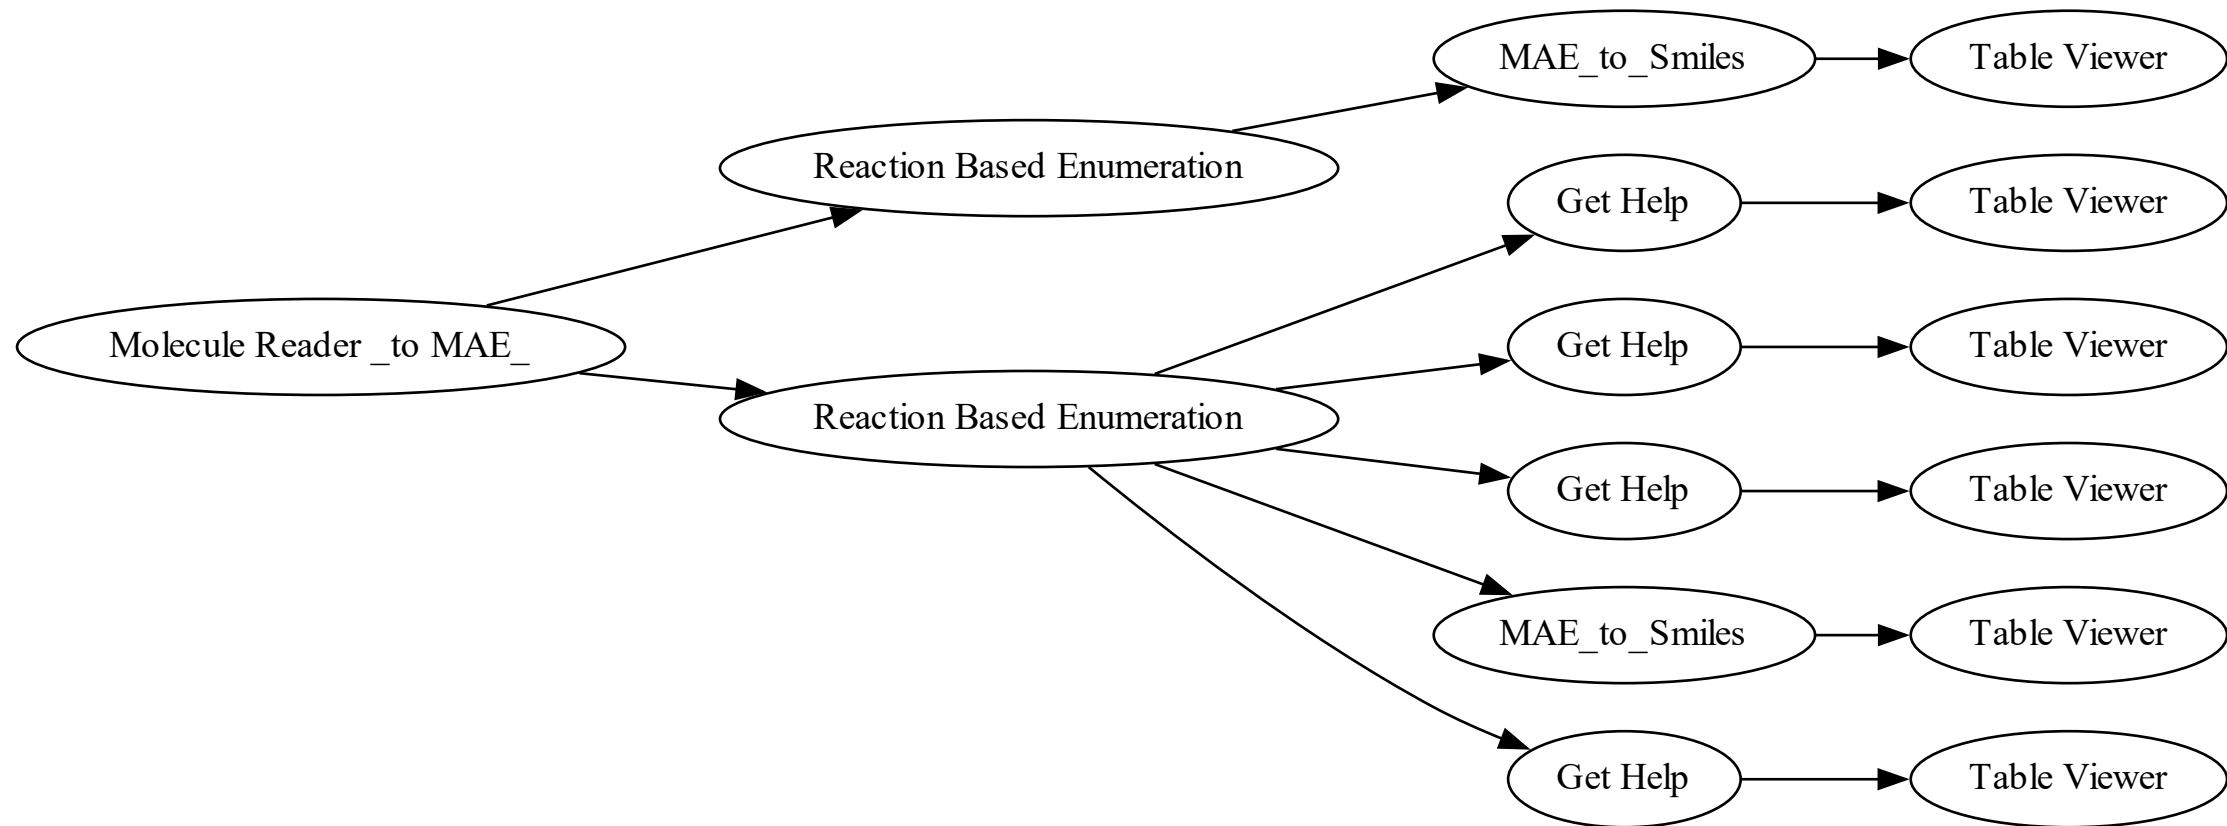 MAE_to_Smiles
Table Viewer
Reaction Based Enumeration
Get Help
Table Viewer
Molecule Reader _to MAE_
Get Help
Table Viewer
Reaction Based Enumeration
Get Help
Table Viewer
MAE_to_Smiles
Table Viewer
Get Help
Table Viewer